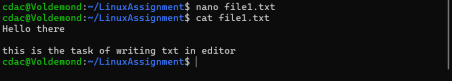 cdac@Voldemond:~/LinuxAssignment$ nano file1.txt
cdac@Voldemond:~/LinuxAssignment$ cat file1.txt
Hello there

this is the task of writing txt in editor
cdac@Voldemond:~/LinuxAssignment$